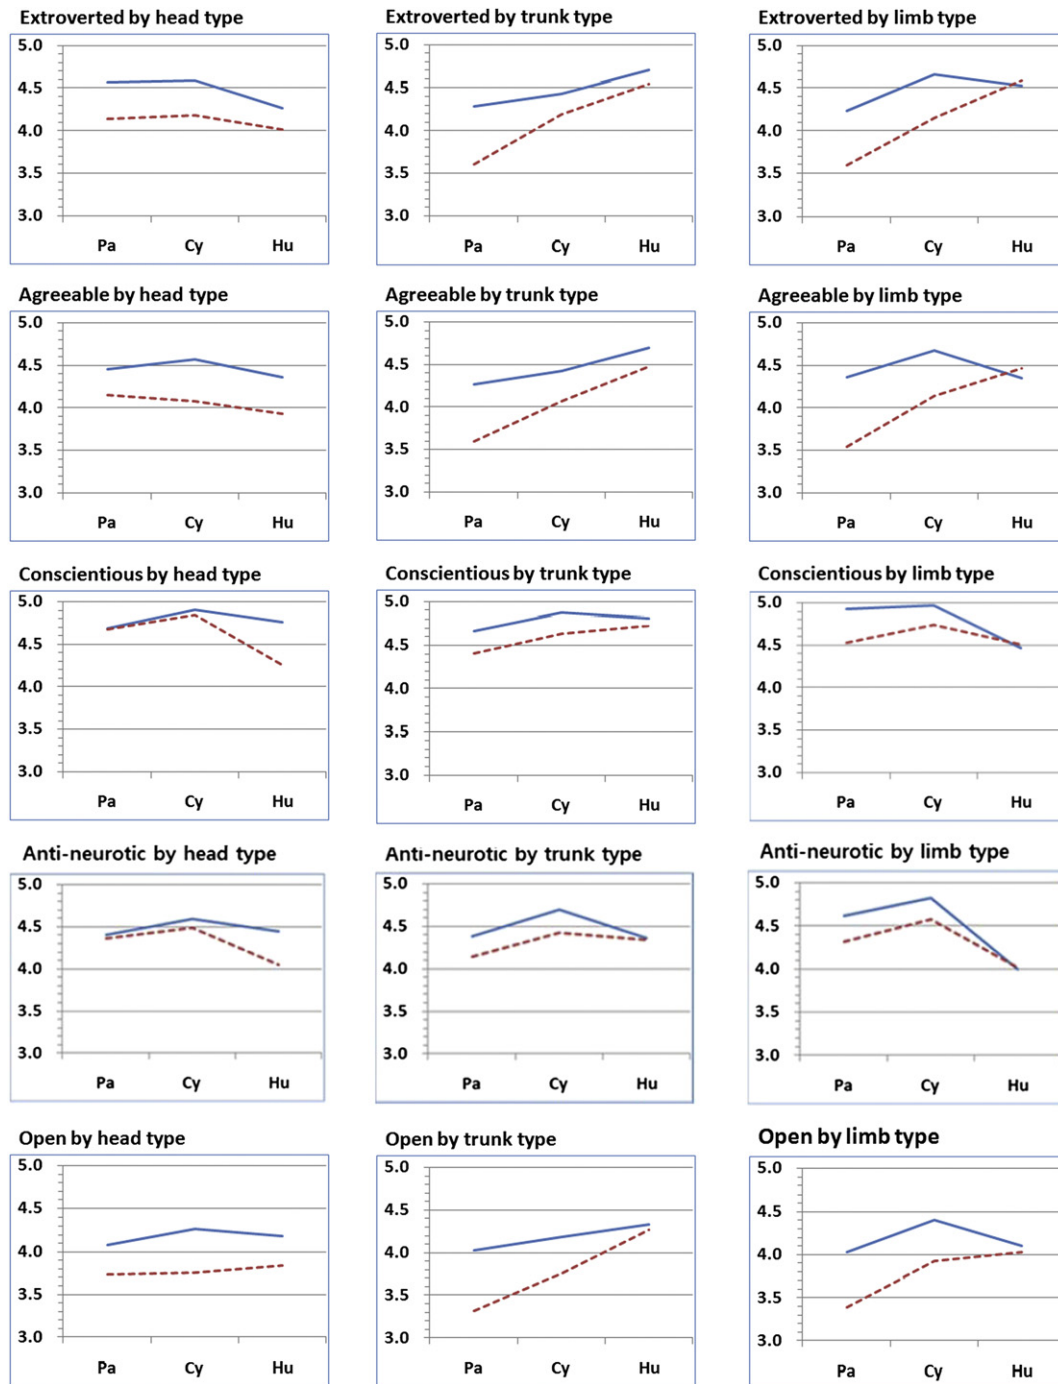 Extroverted by head type
5.0
4.5
4.0
3.5
3.0
Pa Cy Hu
Extroverted by trunk type
5.0
4.5
4.0
3.5
3.0
Pa Cy Hu
Extroverted by limb type
5.0
4.5
4.0
3.5
3.0
Pa Cy Hu
Agreeable by head type
5.0
4.5
4.0
3.5
3.0
Pa Cy Hu
Agreeable by trunk type
5.0
4.5
4.0
3.5
3.0
Pa Cy Hu
Agreeable by limb type
5.0
4.5
4.0
3.5
3.0
Pa Cy Hu
Conscientious by head type
5.0
4.5
4.0
3.5
3.0
Pa Cy Hu
Conscientious by trunk type
5.0
4.5
4.0
3.5
3.0
Pa Cy Hu
Conscientious by limb type
5.0
4.5
4.0
3.5
3.0
Pa Cy Hu
Anti-neurotic by head type
5.0
4.5
4.0
3.5
3.0
Pa Cy Hu
Anti-neurotic by trunk type
5.0
4.5
4.0
3.5
3.0
Pa Cy Hu
Anti-neurotic by limb type
5.0
4.5
4.0
3.5
3.0
Pa Cy Hu
Open by head type
5.0
4.5
4.0
3.5
3.0
Pa Cy Hu
Open by trunk type
5.0
4.5
4.0
3.5
3.0
Pa Cy Hu
Open by limb type
5.0
4.5
4.0
3.5
3.0
Pa Cy Hu